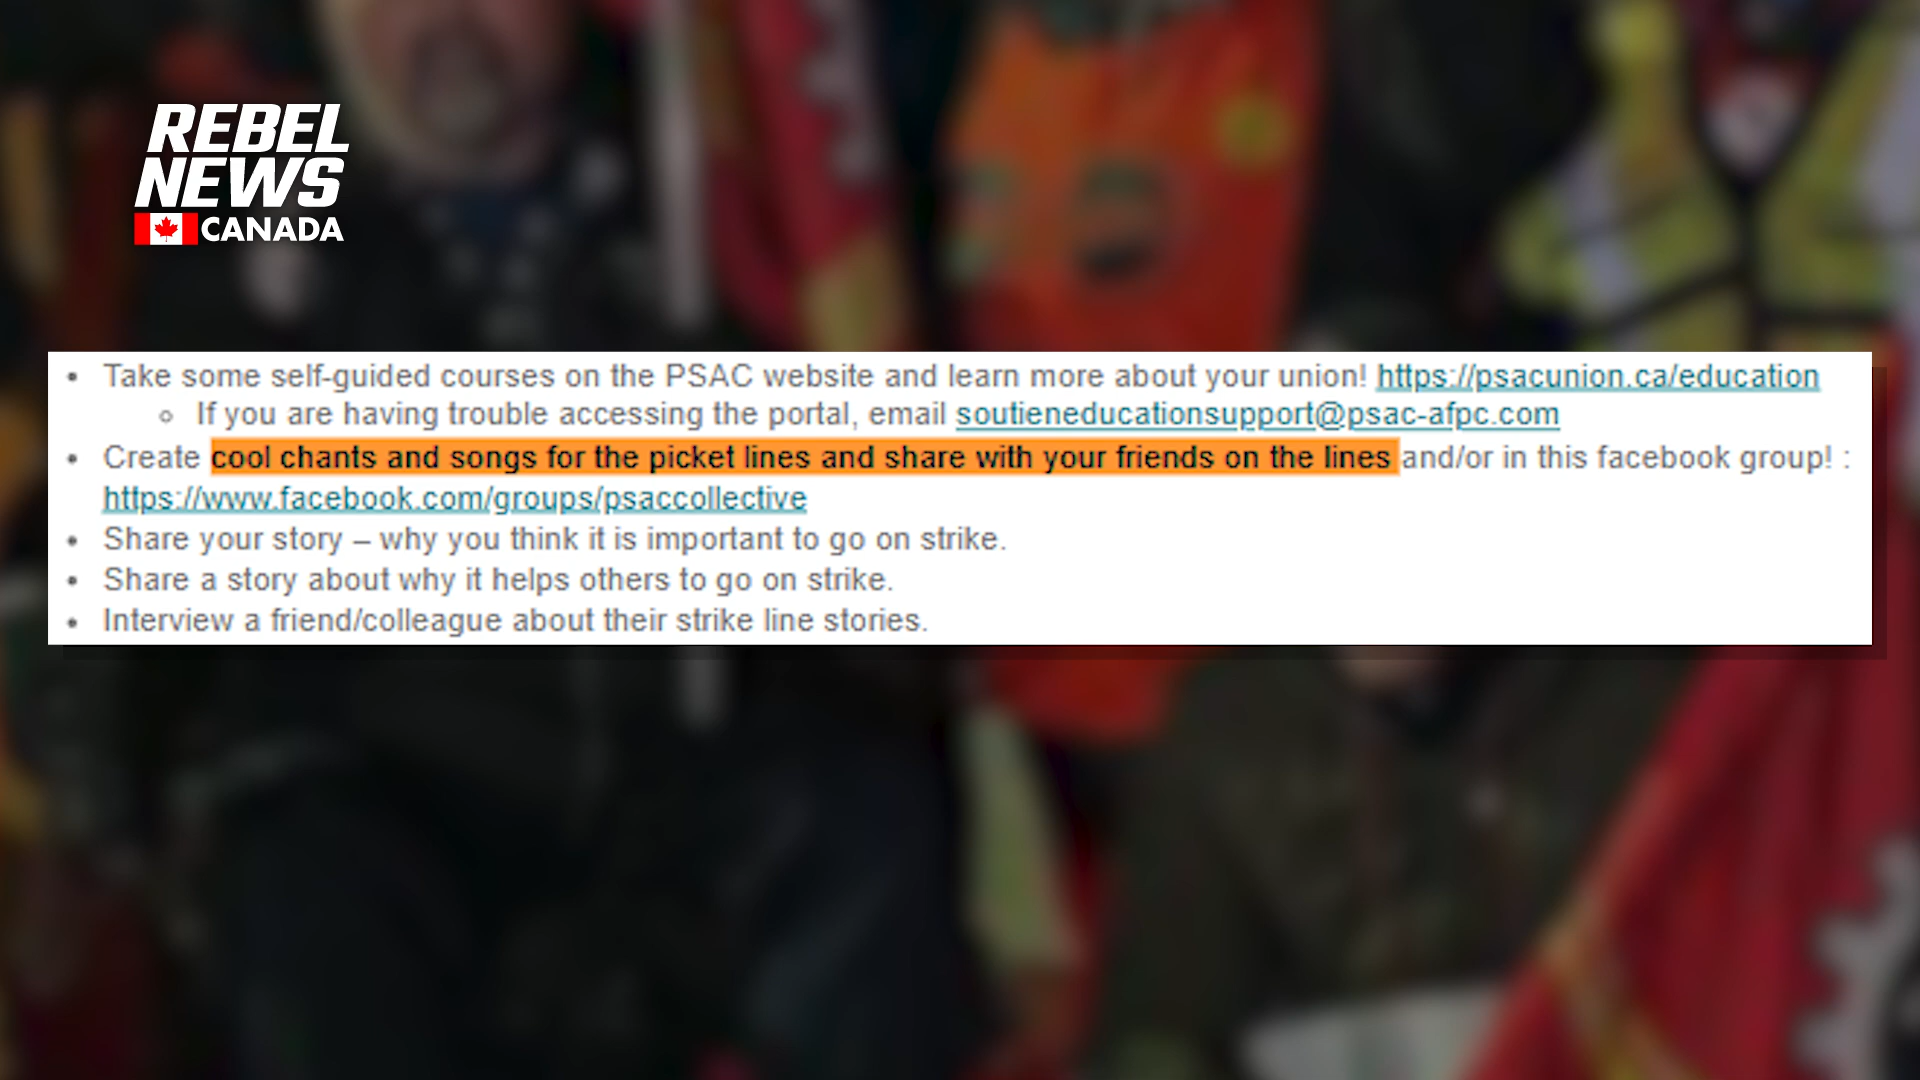 REBEL
NEWS
CANADA
• Take some self-guided courses on the PSAC website and learn more about your union! https://psacunion.ca/education
○ If you are having trouble accessing the portal, email soutieneducationsupport@psac-afpc.com
• Create cool chants and songs for the picket lines and share with your friends on the lines and/or in this facebook group! :
https://www.facebook.com/groups/psaccollective
• Share your story – why you think it is important to go on strike.
• Share a story about why it helps others to go on strike.
• Interview a friend/colleague about their strike line stories.